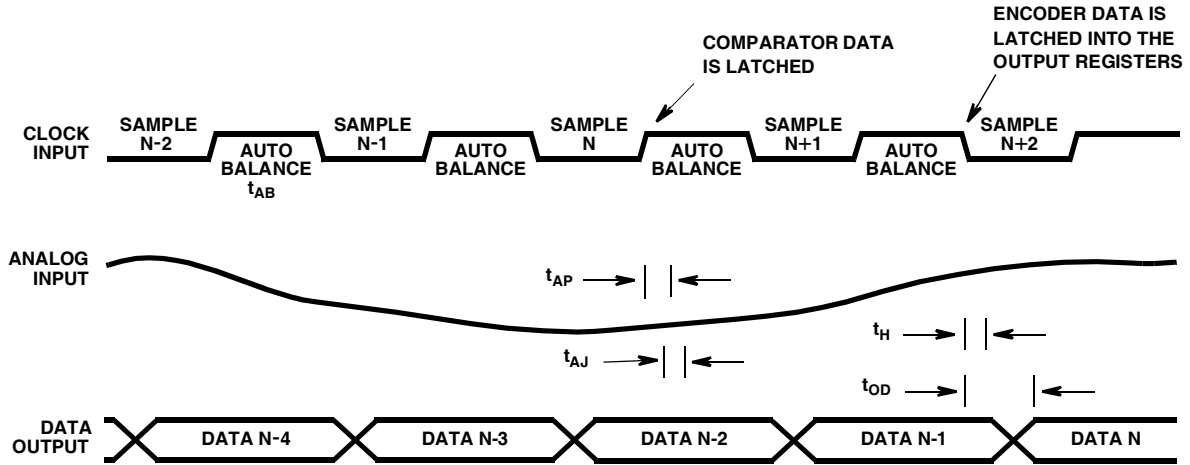 COMPARATOR DATA
IS LATCHED
ENCODER DATA IS
LATCHED INTO THE
OUTPUT REGISTERS
CLOCK
INPUT
SAMPLE
N-2
AUTO
BALANCE
tAB
SAMPLE
N-1
AUTO
BALANCE
SAMPLE
N
AUTO
BALANCE
SAMPLE
N+1
AUTO
BALANCE
SAMPLE
N+2
ANALOG
INPUT
tAP
tH
tAJ
tOD
DATA
OUTPUT
DATA N-4
DATA N-3
DATA N-2
DATA N-1
DATA N